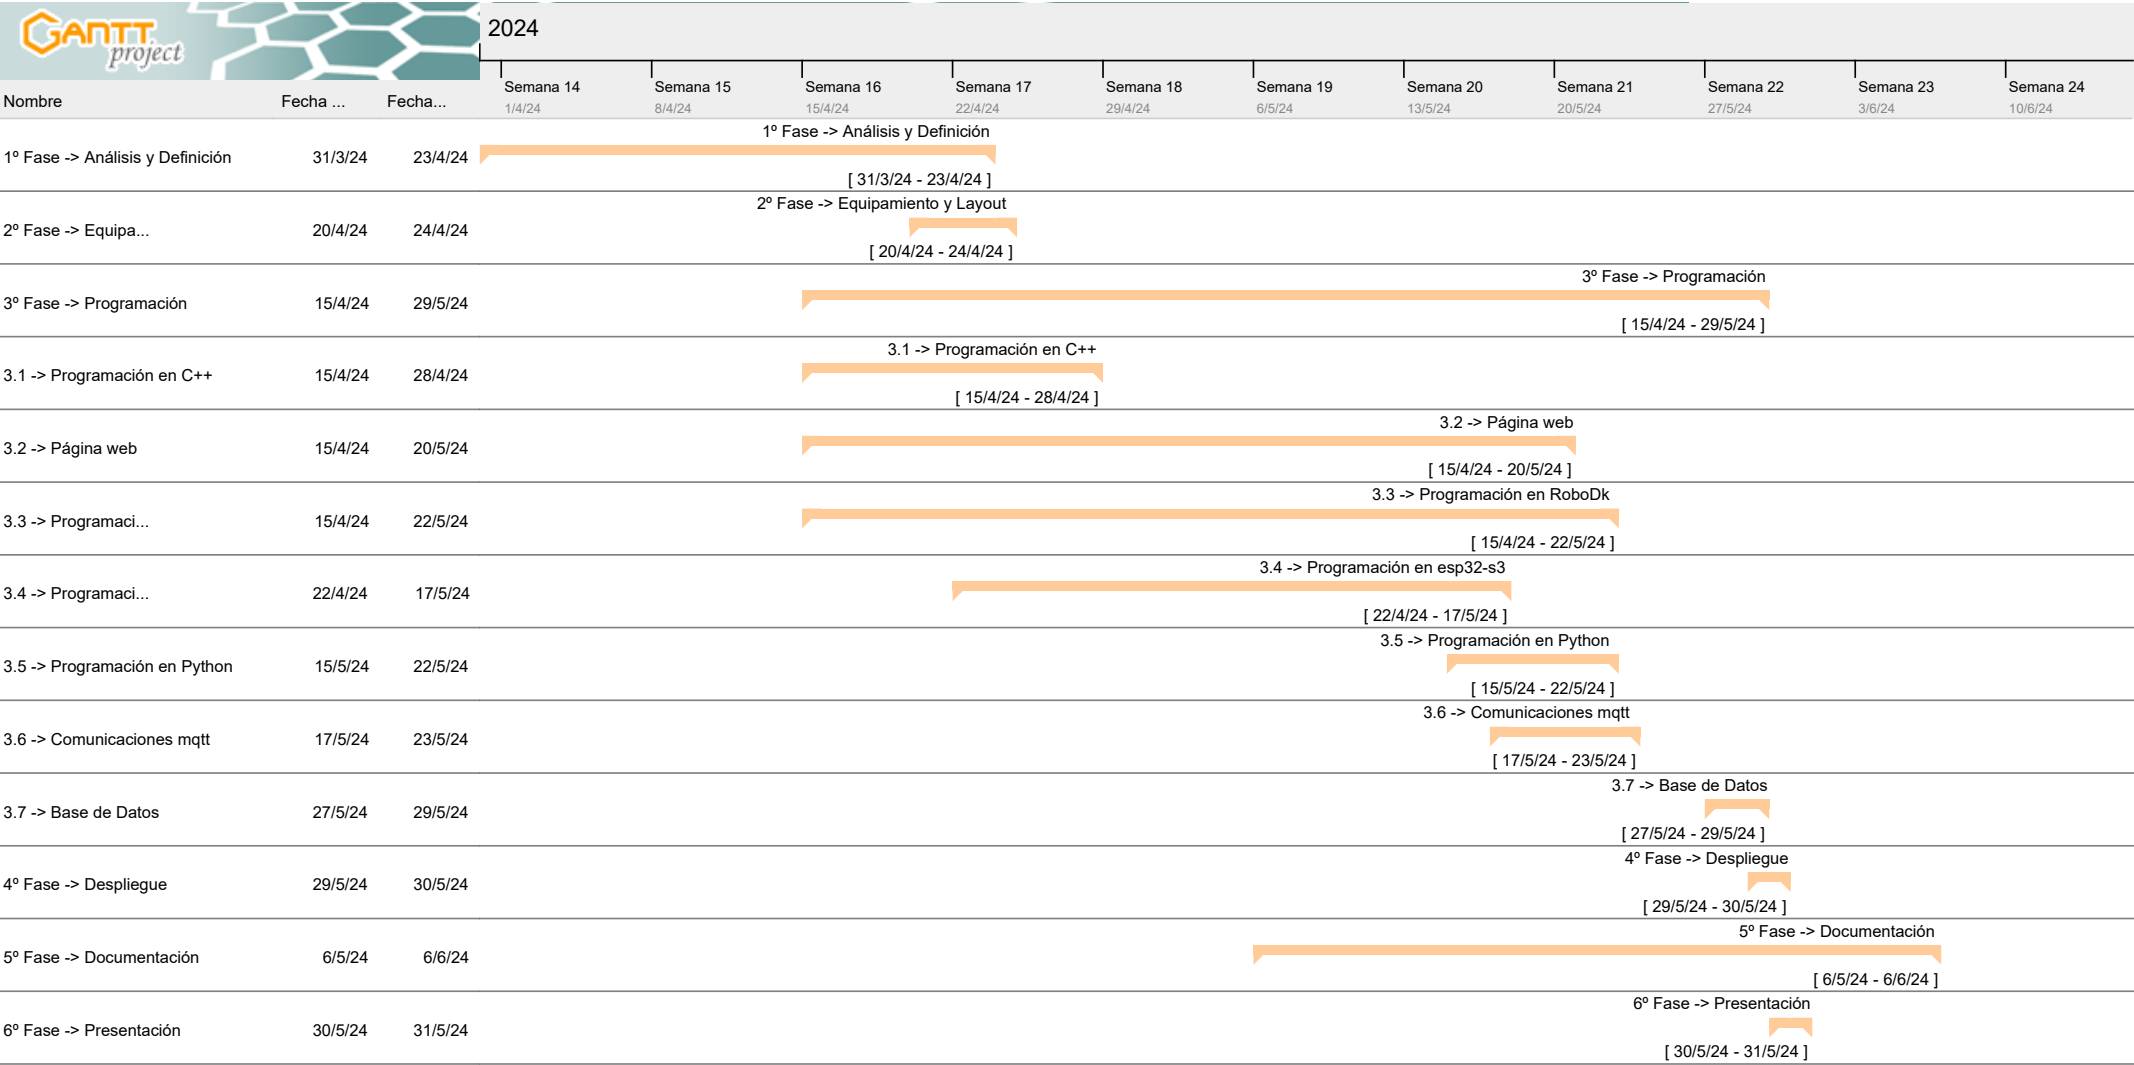 GANTT
project
2024
Nombre Fecha ... Fecha...
Semana 14 Semana 15 Semana 16 Semana 17 Semana 18 Semana 19 Semana 20 Semana 21 Semana 22 Semana 23 Semana 24
1/4/24 8/4/24 15/4/24 22/4/24 29/4/24 6/5/24 13/5/24 20/5/24 27/5/24 3/6/24 10/6/24
1º Fase -> Análisis y Definición
1º Fase -> Análisis y Definición 31/3/24 23/4/24
[ 31/3/24 - 23/4/24 ]
2º Fase -> Equipamiento y Layout
2º Fase -> Equipa... 20/4/24 24/4/24
[ 20/4/24 - 24/4/24 ]
3º Fase -> Programación
3º Fase -> Programación 15/4/24 29/5/24
[ 15/4/24 - 29/5/24 ]
3.1 -> Programación en C++
3.1 -> Programación en C++ 15/4/24 28/4/24
[ 15/4/24 - 28/4/24 ]
3.2 -> Página web
3.2 -> Página web 15/4/24 20/5/24
[ 15/4/24 - 20/5/24 ]
3.3 -> Programación en RoboDk
3.3 -> Programaci... 15/4/24 22/5/24
[ 15/4/24 - 22/5/24 ]
3.4 -> Programación en esp32-s3
3.4 -> Programaci... 22/4/24 17/5/24
[ 22/4/24 - 17/5/24 ]
3.5 -> Programación en Python
3.5 -> Programación en Python 15/5/24 22/5/24
[ 15/5/24 - 22/5/24 ]
3.6 -> Comunicaciones mqtt
3.6 -> Comunicaciones mqtt 17/5/24 23/5/24
[ 17/5/24 - 23/5/24 ]
3.7 -> Base de Datos
3.7 -> Base de Datos 27/5/24 29/5/24
[ 27/5/24 - 29/5/24 ]
4º Fase -> Despliegue
4º Fase -> Despliegue 29/5/24 30/5/24
[ 29/5/24 - 30/5/24 ]
5º Fase -> Documentación
5º Fase -> Documentación 6/5/24 6/6/24
[ 6/5/24 - 6/6/24 ]
6º Fase -> Presentación
6º Fase -> Presentación 30/5/24 31/5/24
[ 30/5/24 - 31/5/24 ]